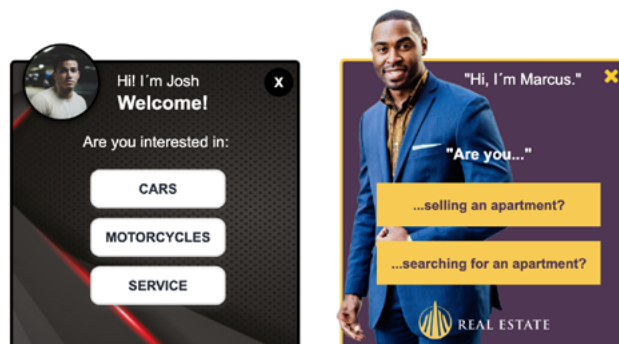 Hi! I´m Josh
Welcome!
X
Are you interested in:
CARS
MOTORCYCLES
SERVICE
"Hi, I´m Marcus."
"Are you..."
...selling an apartment?
...searching for an apartment?
REAL ESTATE